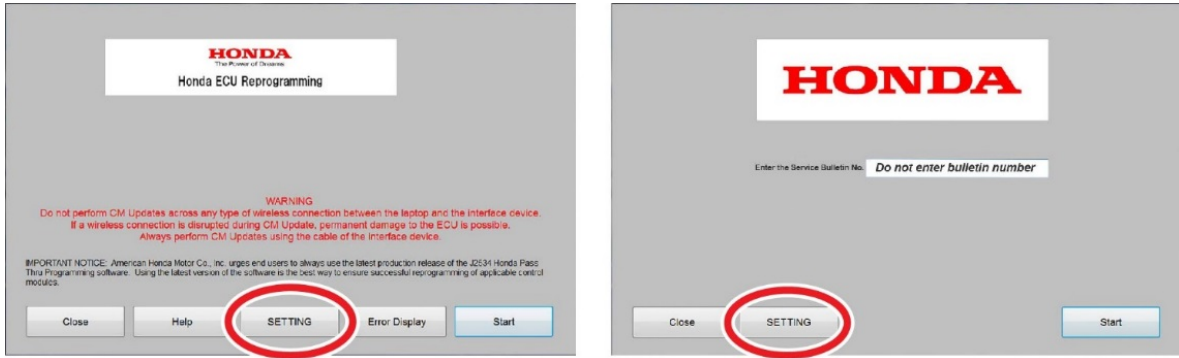 HONDA
The Power of Dreams
Honda ECU Reprogramming
WARNING
Do not perform CM Updates across any type of wireless connection between the laptop and the interface device.
If a wireless connection is disrupted during CM Update, permanent damage to the ECU is possible.
Always perform CM Updates using the cable of the interface device.
IMPORTANT NOTICE: American Honda Motor Co., Inc. urges end users to always use the latest production release of the J2534 Honda Pass
Thru Programming software. Using the latest version of the software is the best way to ensure successful reprogramming of applicable control
modules.
Close Help SETTING Error Display Start
HONDA
Enter the Service Bulletin No. Do not enter bulletin number
Close SETTING Start